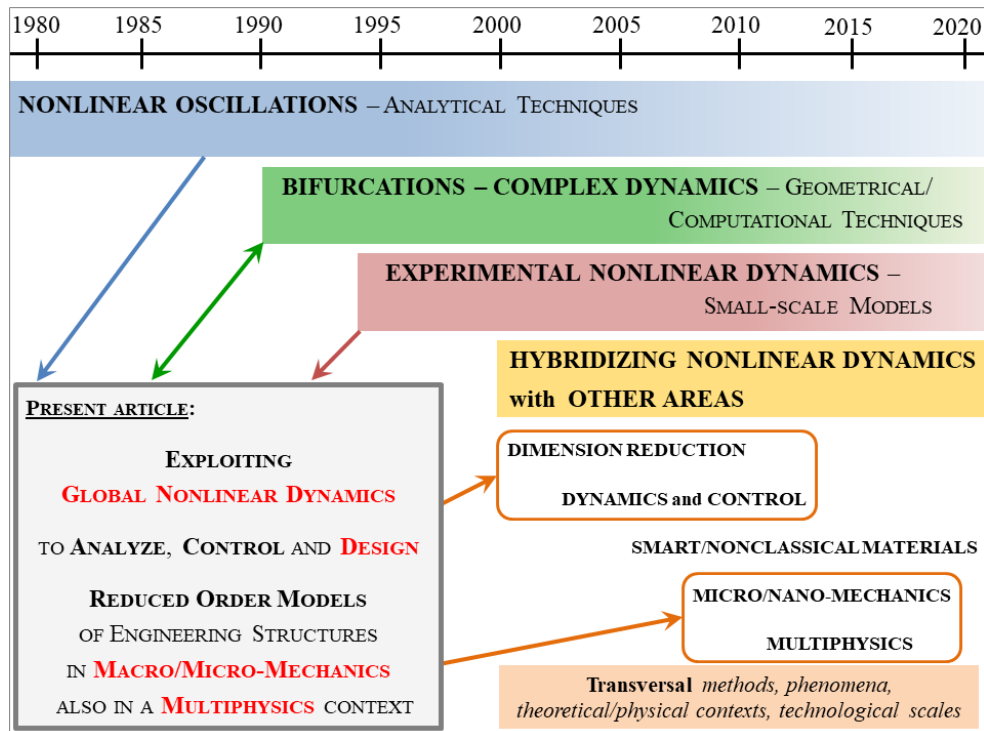 1980 1985 1990 1995 2000 2005 2010 2015 2020
NONLINEAR OSCILLATIONS – ANALYTICAL TECHNIQUES
BIFURCATIONS – COMPLEX DYNAMICS – GEOMETRICAL/
COMPUTATIONAL TECHNIQUES
EXPERIMENTAL NONLINEAR DYNAMICS –
SMALL-SCALE MODELS
HYBRIDIZING NONLINEAR DYNAMICS
with OTHER AREAS
PRESENT ARTICLE:
EXPLOITING
GLOBAL NONLINEAR DYNAMICS
TO ANALYZE, CONTROL AND DESIGN
REDUCED ORDER MODELS
OF ENGINEERING STRUCTURES
IN MACRO/MICRO-MECHANICS
ALSO IN A MULTIPHYSICS CONTEXT
DIMENSION REDUCTION
DYNAMICS and CONTROL
SMART/NONCLASSICAL MATERIALS
MICRO/NANO-MECHANICS
MULTIPHYSICS
Transversal methods, phenomena,
theoretical/physical contexts, technological scales